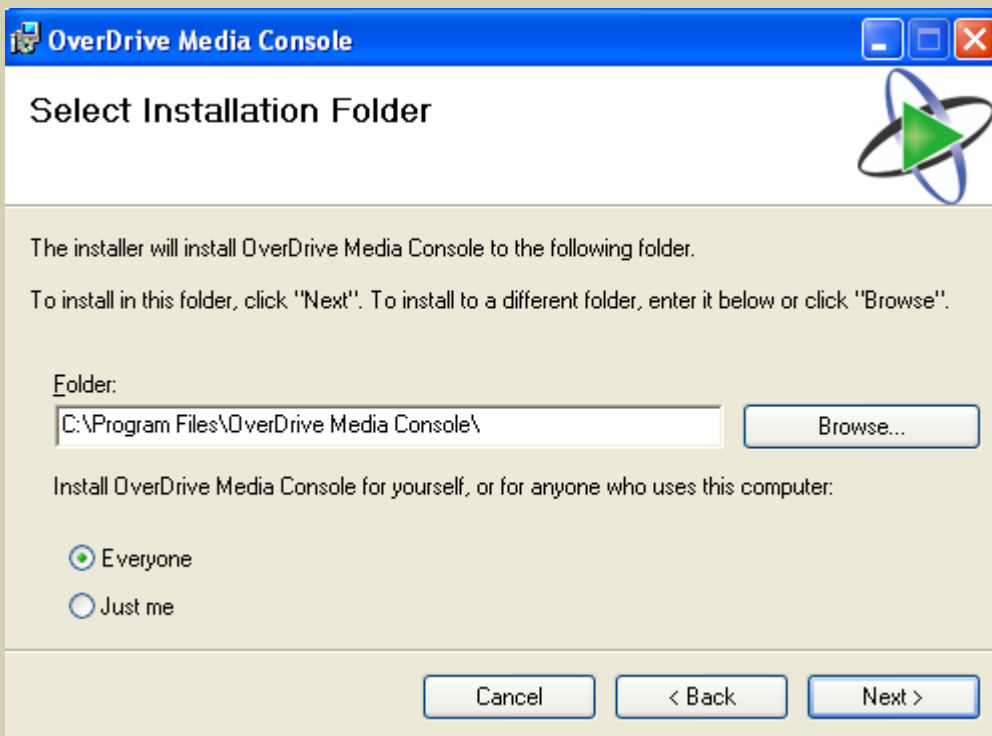 OverDrive Media Console
Select Installation Folder
The installer will install OverDrive Media Console to the following folder.
To install in this folder, click "Next". To install to a different folder, enter it below or click "Browse".
Folder:
C:\Program Files\OverDrive Media Console\
Browse...
Install OverDrive Media Console for yourself, or for anyone who uses this computer:
Everyone
Just me
Cancel
< Back
Next >